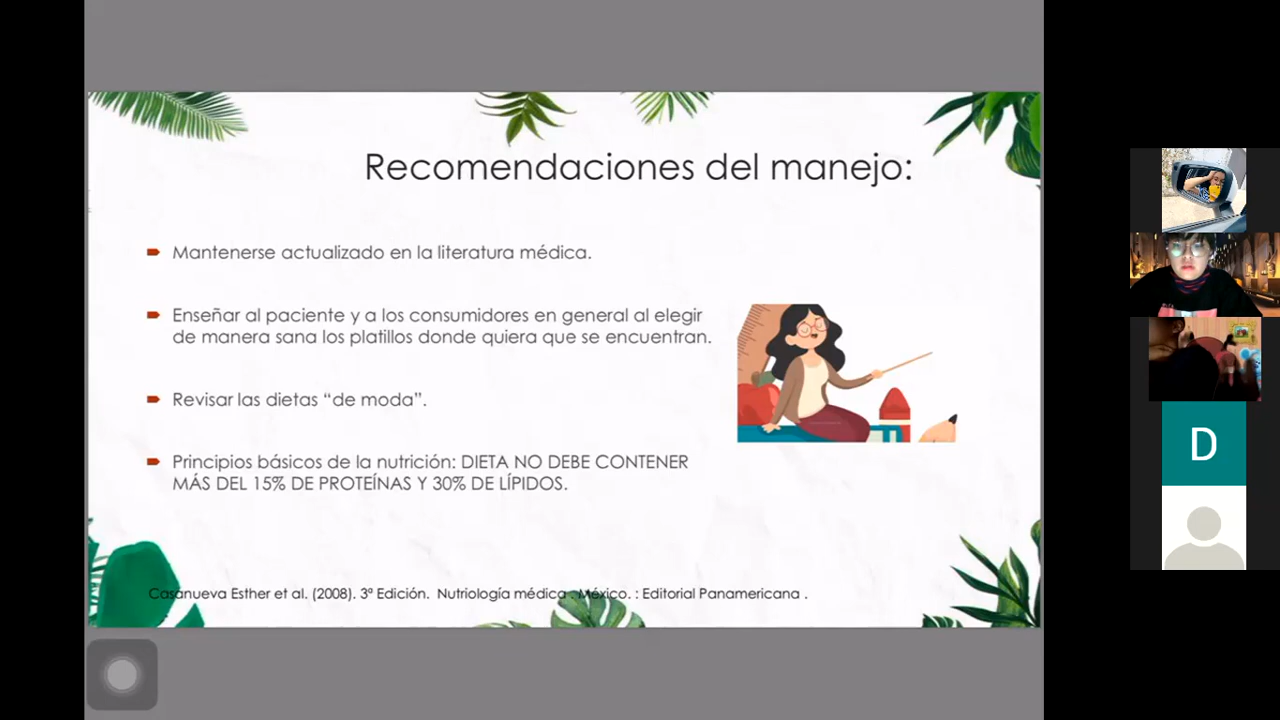 Recomendaciones del manejo:
Mantenerse actualizado en la literatura médica.
Enseñar al paciente y a los consumidores en general al elegir
de manera sana los platillos donde quiera que se encuentran.
Revisar las dietas “de moda”.
Principios básicos de la nutrición: DIETA NO DEBE CONTENER
MÁS DEL 15% DE PROTEÍNAS Y 30% DE LÍPIDOS.
Casanueva Esther et al. (2008). 3ª Edición. Nutriología médica . México. : Editorial Panamericana .
D